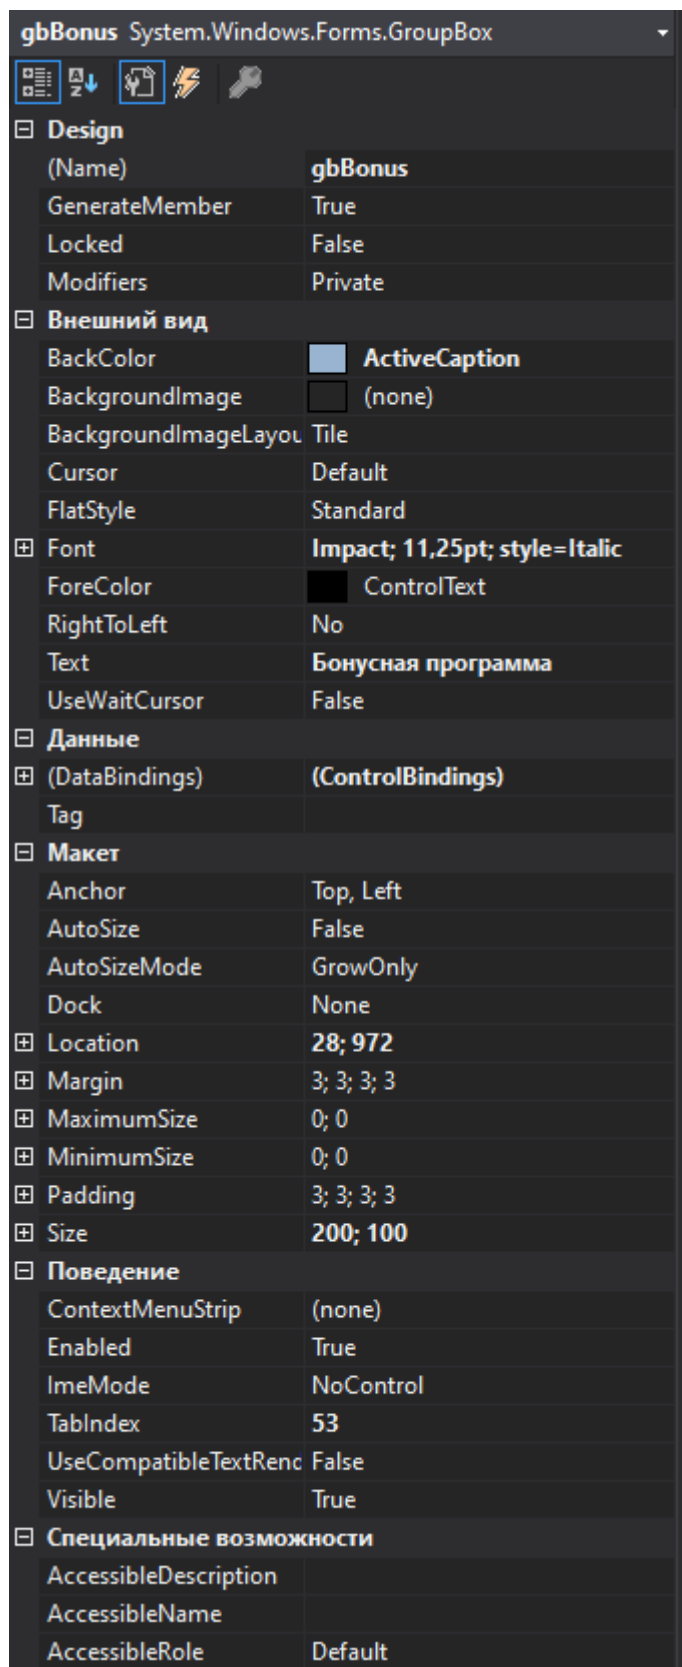 gbBonus System.Windows.Forms.GroupBox
Design
(Name) gbBonus
GenerateMember True
Locked False
Modifiers Private
Внешний вид
BackColor ActiveCaption
BackgroundImage (none)
BackgroundImageLayou Tile
Cursor Default
FlatStyle Standard
Font Impact; 11,25pt; style=Italic
ForeColor ControlText
RightToLeft No
Text Бонусная программа
UseWaitCursor False
Данные
(DataBindings) (ControlBindings)
Tag
Макет
Anchor Top, Left
AutoSize False
AutoSizeMode GrowOnly
Dock None
Location 28; 972
Margin 3; 3; 3; 3
MaximumSize 0; 0
MinimumSize 0; 0
Padding 3; 3; 3; 3
Size 200; 100
Поведение
ContextMenuStrip (none)
Enabled True
ImeMode NoControl
TabIndex 53
UseCompatibleTextRend False
Visible True
Специальные возможности
AccessibleDescription
AccessibleName
AccessibleRole Default